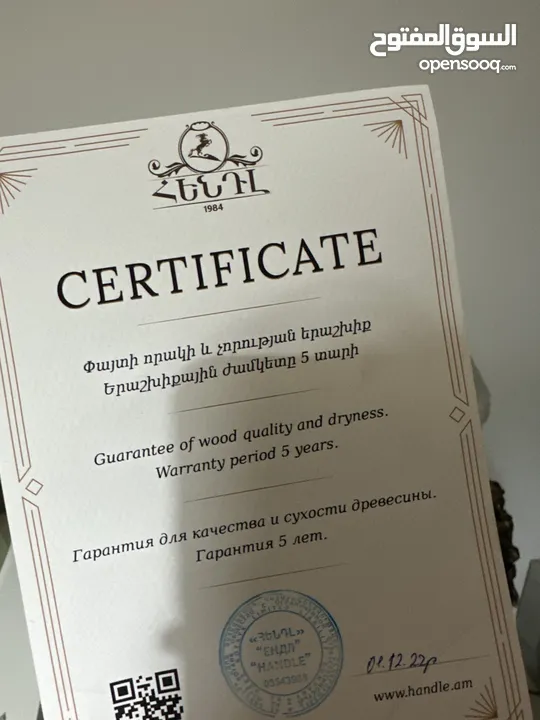 السوق المفتوح
opensooq.com
ՀԵՆԴԼ
1984
CERTIFICATE
Փայտի որակի և չորության երաշխիք
Երաշխիքային ժամկետը 5 տարի
Guarantee of wood quality and dryness.
Warranty period 5 years.
Гарантия для качества и сухости древесины.
Гарантия 5 лет.
«ՀԵՆԴԼ»
"ЕНДЛ"
"HANDLE"
01.12.22թ
www.handle.am